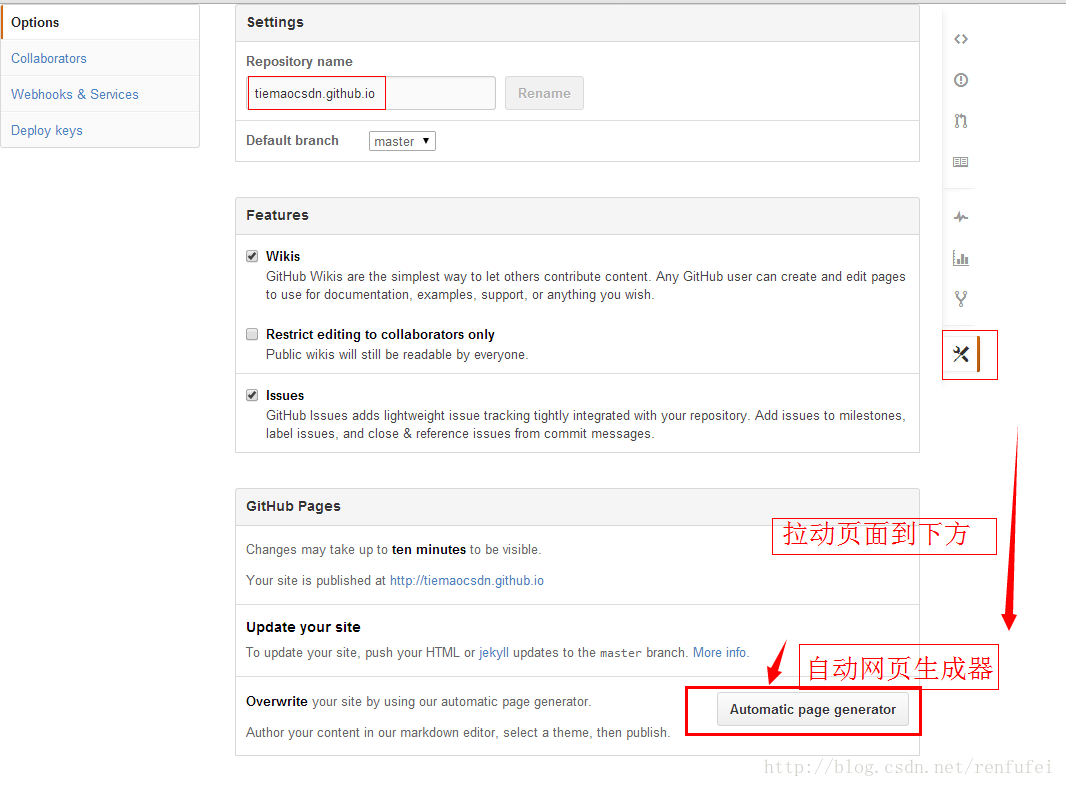 Options
Collaborators
Webhooks & Services
Deploy keys
Settings
Repository name
tiemaocsdn.github.io
Rename
Default branch
master
Features
Wikis
GitHub Wikis are the simplest way to let others contribute content. Any GitHub user can create and edit pages
to use for documentation, examples, support, or anything you wish.
Restrict editing to collaborators only
Public wikis will still be readable by everyone.
Issues
GitHub Issues adds lightweight issue tracking tightly integrated with your repository. Add issues to milestones,
label issues, and close & reference issues from commit messages.
GitHub Pages
拉动页面到下方
Changes may take up to ten minutes to be visible.
Your site is published at http://tiemaocsdn.github.io
Update your site
To update your site, push your HTML or jekyll updates to the master branch. More info.
自动网页生成器
Overwrite your site by using our automatic page generator.
Automatic page generator
Author your content in our markdown editor, select a theme, then publish.
http://blog.csdn.net/renfufei